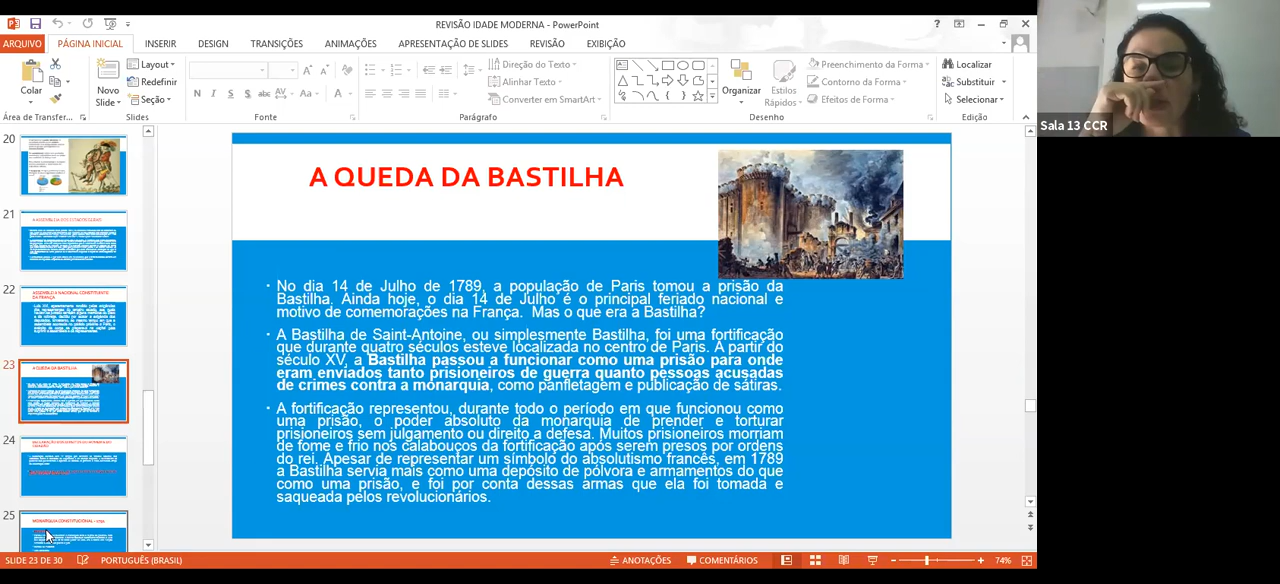 REVISÃO IDADE MODERNA - PowerPoint
ARQUIVO PÁGINA INICIAL INSERIR DESIGN TRANSIÇÕES ANIMAÇÕES APRESENTAÇÃO DE SLIDES REVISÃO EXIBIÇÃO
Colar
Novo
Slide
Layout
Redefinir
Seção
N I S S abc AV Aa A
Direção do Texto
Alinhar Texto
Converter em SmartArt
Organizar
Estilos
Rápidos
Preenchimento da Forma
Contorno da Forma
Efeitos de Forma
Localizar
Substituir
Selecionar
Área de Transfer... Slides Fonte Parágrafo Desenho Edição
Sala 13 CCR
20
21
22
23
24
25
A QUEDA DA BASTILHA
No dia 14 de Julho de 1789, a população de Paris tomou a prisão da
Bastilha. Ainda hoje, o dia 14 de Julho é o principal feriado nacional e
motivo de comemorações na França. Mas o que era a Bastilha?
A Bastilha de Saint-Antoine, ou simplesmente Bastilha, foi uma fortificação
que durante quatro séculos esteve localizada no centro de Paris. A partir do
século XV, a Bastilha passou a funcionar como uma prisão para onde
eram enviados tanto prisioneiros de guerra quanto pessoas acusadas
de crimes contra a monarquia, como panfletagem e publicação de sátiras.
A fortificação representou, durante todo o período em que funcionou como
uma prisão, o poder absoluto da monarquia de prender e torturar
prisioneiros sem julgamento ou direito a defesa. Muitos prisioneiros morriam
de fome e frio nos calabouços da fortificação após serem presos por ordens
do rei. Apesar de representar um símbolo do absolutismo francês, em 1789
a Bastilha servia mais como uma depósito de pólvora e armamentos do que
como uma prisão, e foi por conta dessas armas que ela foi tomada e
saqueada pelos revolucionários.
SLIDE 23 DE 30 PORTUGUÊS (BRASIL) ANOTAÇÕES COMENTÁRIOS 74%